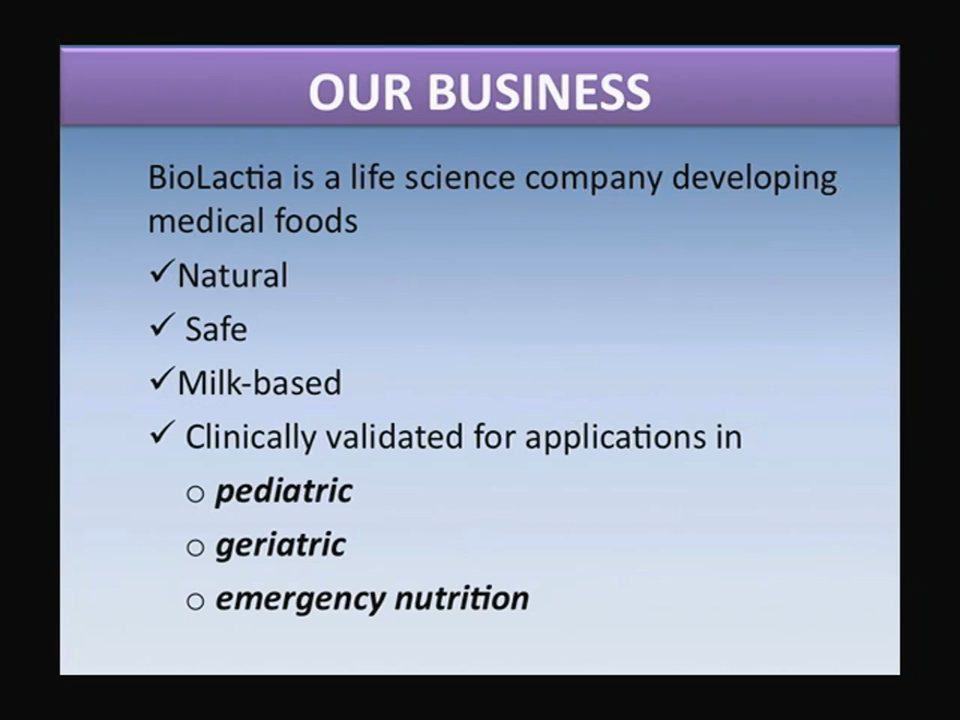 OUR BUSINESS
BioLactia is a life science company developing
medical foods
✓Natural
✓ Safe
✓Milk-based
✓ Clinically validated for applications in
o pediatric
o geriatric
o emergency nutrition